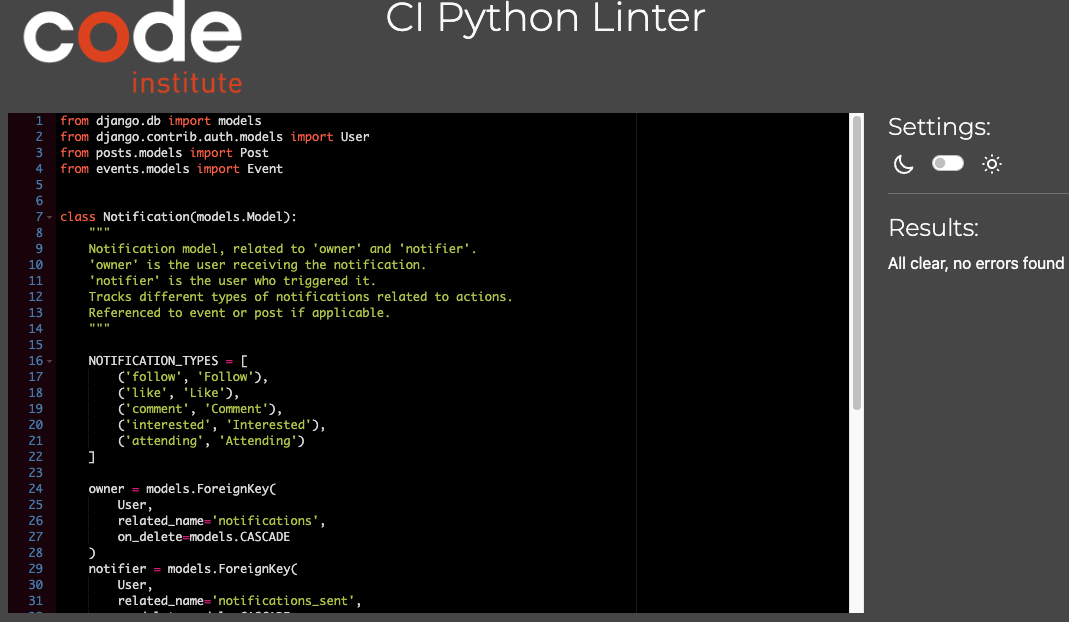 code
institute
CI Python Linter
1 from django.db import models
2 from django.contrib.auth.models import User
3 from posts.models import Post
4 from events.models import Event
5
6
7 class Notification(models.Model):
8     """
9     Notification model, related to 'owner' and 'notifier'.
10     'owner' is the user receiving the notification.
11     'notifier' is the user who triggered it.
12     Tracks different types of notifications related to actions.
13     Referenced to event or post if applicable.
14     """
15
16     NOTIFICATION_TYPES = [
17         ('follow', 'Follow'),
18         ('like', 'Like'),
19         ('comment', 'Comment'),
20         ('interested', 'Interested'),
21         ('attending', 'Attending')
22     ]
23
24     owner = models.ForeignKey(
25         User,
26         related_name='notifications',
27         on_delete=models.CASCADE
28     )
29     notifier = models.ForeignKey(
30         User,
31         related_name='notifications_sent',
Settings:
Results:
All clear, no errors found